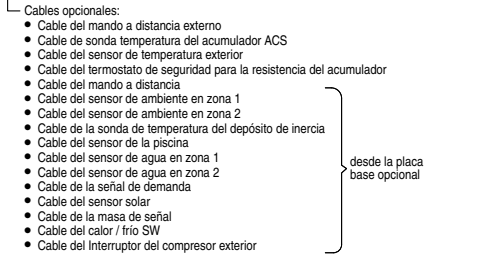 Cables opcionales:
● Cable del mando a distancia externo
● Cable de sonda temperatura del acumulador ACS
● Cable del sensor de temperatura exterior
● Cable del termostato de seguridad para la resistencia del acumulador
● Cable del mando a distancia
● Cable del sensor de ambiente en zona 1
● Cable del sensor de ambiente en zona 2
● Cable de la sonda de temperatura del depósito de inercia
● Cable del sensor de la piscina
● Cable del sensor de agua en zona 1
● Cable del sensor de agua en zona 2
● Cable de la señal de demanda
● Cable del sensor solar
● Cable de la masa de señal
● Cable del calor / frío SW
● Cable del Interruptor del compresor exterior
desde la placa
base opcional